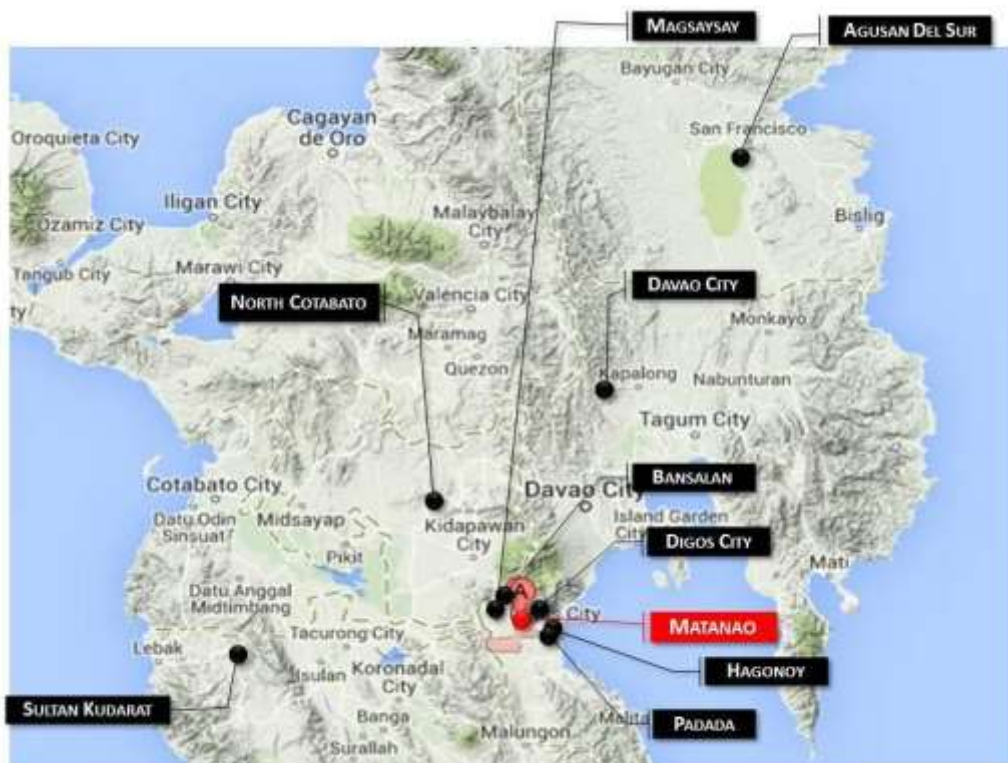 MAGSAYSAY
AGUSAN DEL SUR
Bayugan City
Cagayan
de Oro
San Francisco
Oroquieta City
Iligan City
Malaybalay
City
Bislig
Ozamiz City
Marawi City
Tangub City
ty
NORTH COTABATO
Valencia City
DAVAO CITY
Monkayo
Maramag
Quezon
Kapalong
Nabunturan
Tagum City
BANSALAN
Cotabato City
Davao City
Datu Odin
Sinsuat
Midsayap
Kidapawan
City
Island Garden
City
DIGOS CITY
Pikit
Mati
Datu Anggal
Midtimbang
A
City
MATANAO
Tacurong City
Lebak
Koronadal
City
HAGONOY
Isulan
SULTAN KUDARAT
Banga
Malungon
Malita
PADADA
Surallah